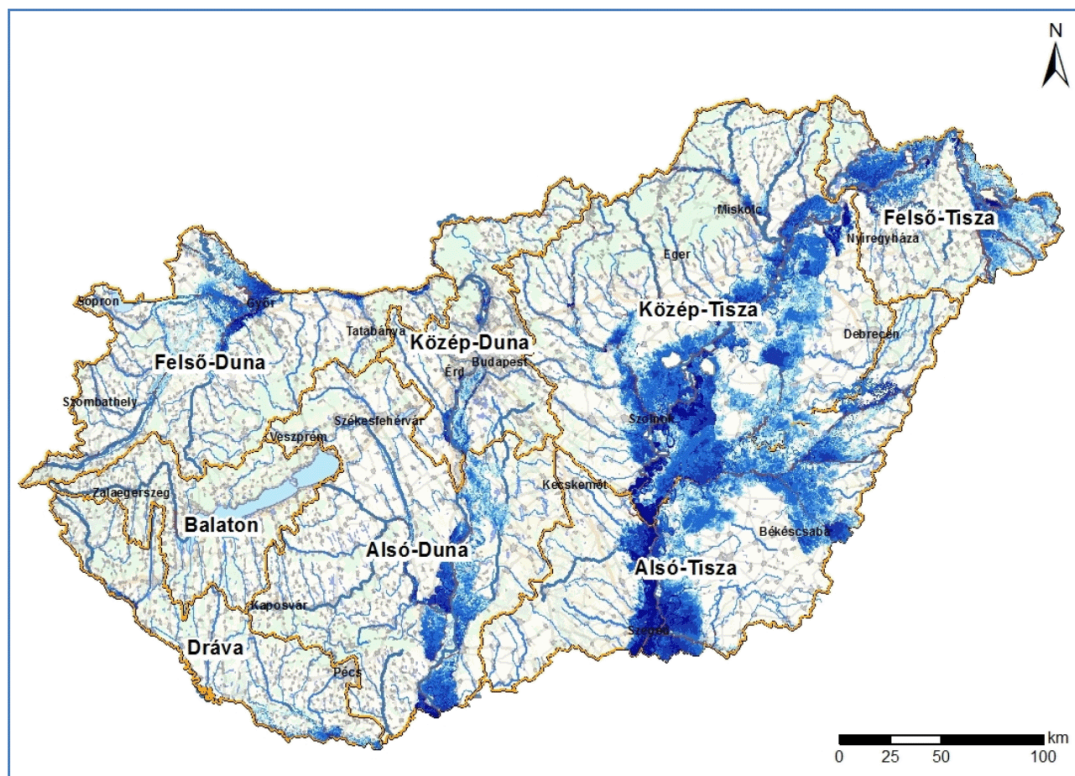 N
Miskolc
Felső-Tisza
Nyíregyháza
Eger
Sopron
Győr
Közép-Tisza
Tatabánya
Közép-Duna
Debrecen
Felső-Duna
Budapest
Érd
Szombathely
Székesfehérvár
Szolnok
Veszprém
Kecskemét
Zalaegerszeg
Balaton
Békéscsaba
Alsó-Duna
Alsó-Tisza
Kaposvár
Szeged
Dráva
Pécs
km
0 25 50 100